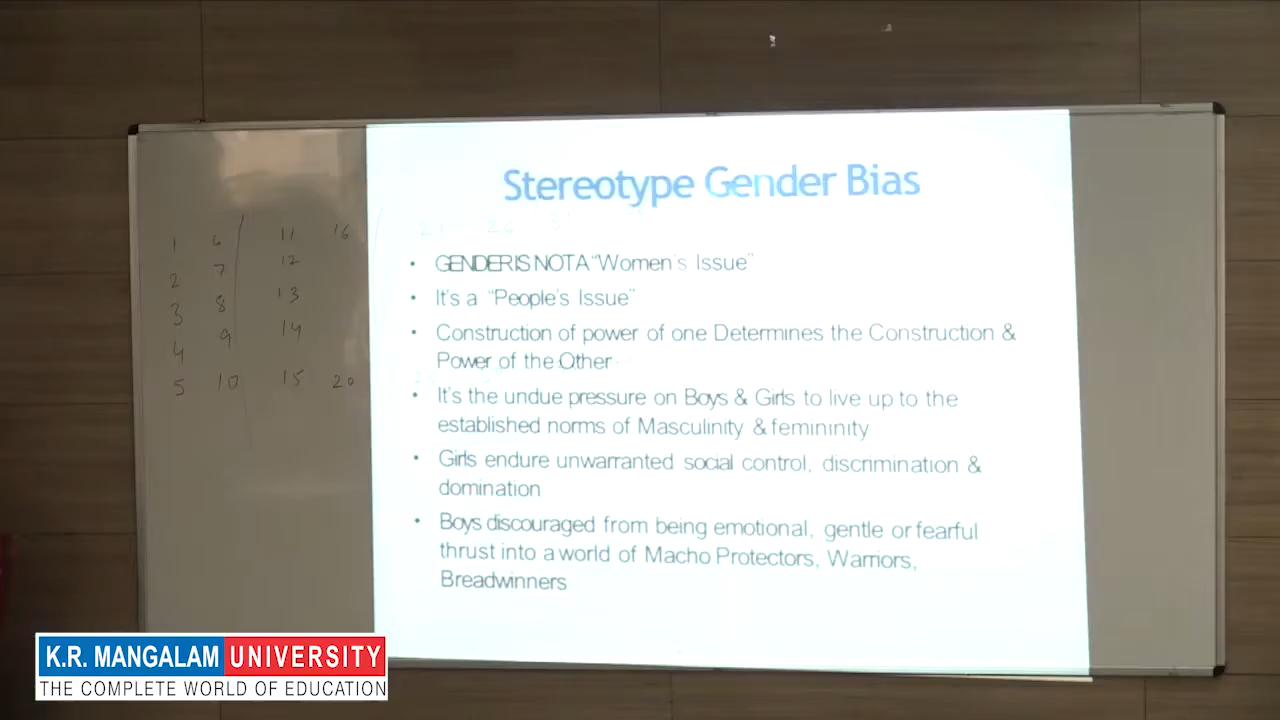 Stereotype Gender Bias
• GENDER IS NOT A “Women's Issue”
• It's a “People's Issue”
• Construction of power of one Determines the Construction &
Power of the Other
• It's the undue pressure on Boys & Girls to live up to the
established norms of Masculinity & femininity
• Girls endure unwarranted social control, discrimination &
domination
• Boys discouraged from being emotional, gentle or fearful
thrust into a world of Macho Protectors, Warriors,
Breadwinners
1 6 11 16
2 7 12
3 8 13
4 9 14
5 10 15 20
K.R. MANGALAM UNIVERSITY
THE COMPLETE WORLD OF EDUCATION